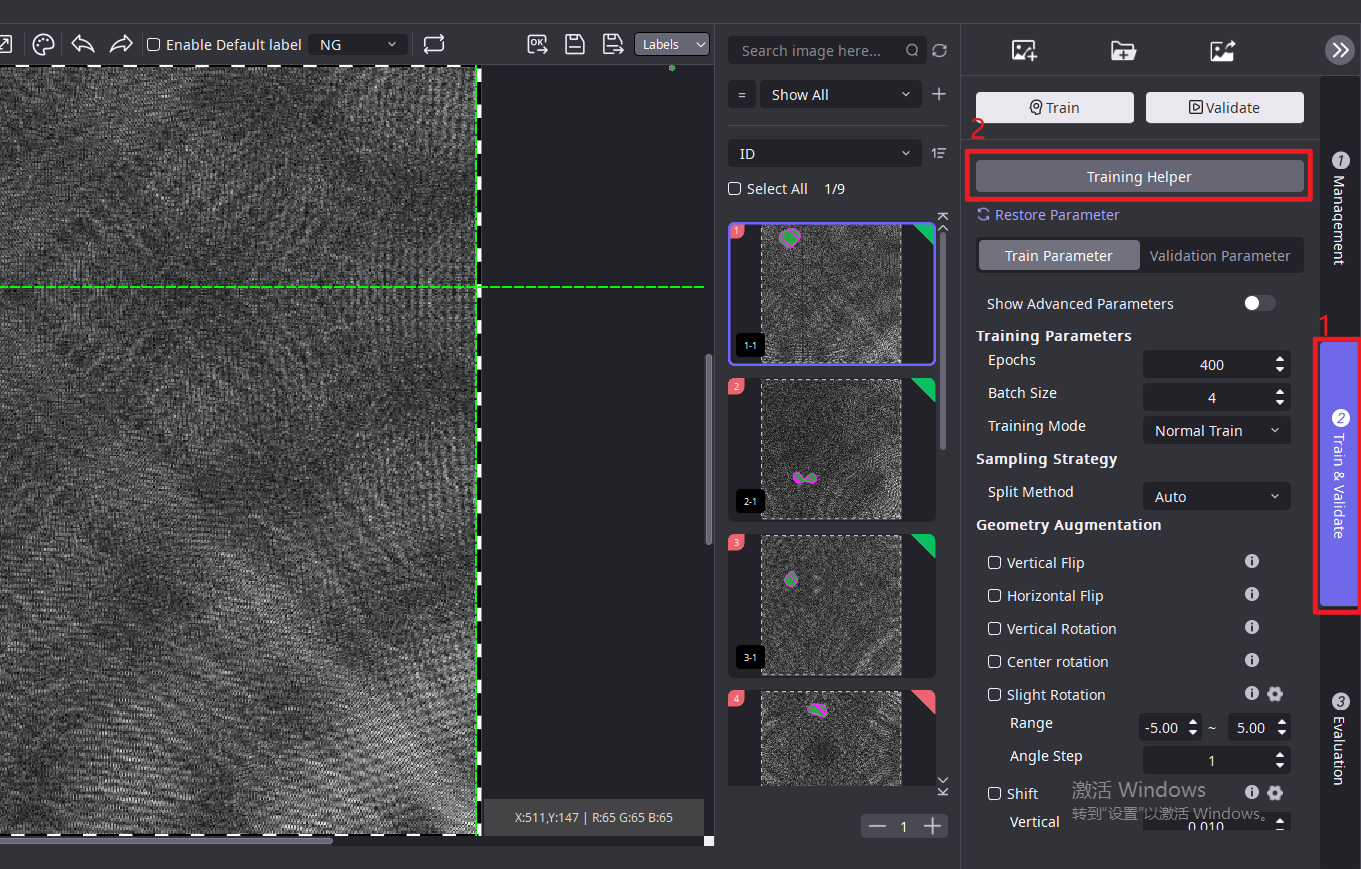 Enable Default label NG
OK
Labels
Search image here...
= Show All
ID
Select All 1/9
1
1-1
2
2-1
3
3-1
4
1
X:511,Y:147 | R:65 G:65 B:65
Train Validate
2
Training Helper
Restore Parameter
Train Parameter Validation Parameter
Show Advanced Parameters
Training Parameters
Epochs 400
Batch Size 4
Training Mode Normal Train
Sampling Strategy
Split Method Auto
Geometry Augmentation
Vertical Flip
Horizontal Flip
Vertical Rotation
Center rotation
Slight Rotation
Range -5.00 ~ 5.00
Angle Step 1
Shift
Vertical 0.010
激活 Windows
转到“设置”以激活 Windows。
1 Management
1
2 Train & Validate
3 Evaluation